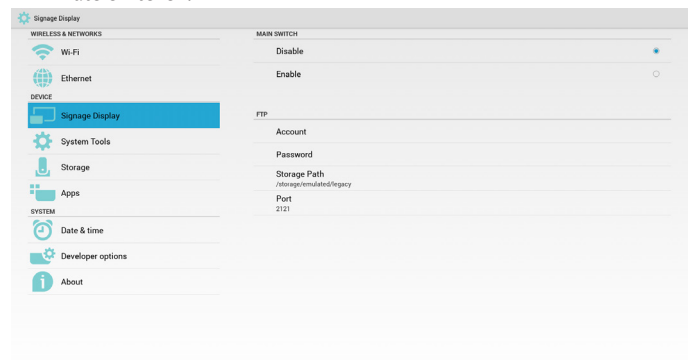 Signage Display
WIRELESS & NETWORKS
Wi-Fi
Ethernet
DEVICE
Signage Display
System Tools
Storage
Apps
SYSTEM
Date & time
Developer options
About
MAIN SWITCH
Disable
Enable
FTP
Account
Password
Storage Path
/storage/emulated/legacy
Port
2121